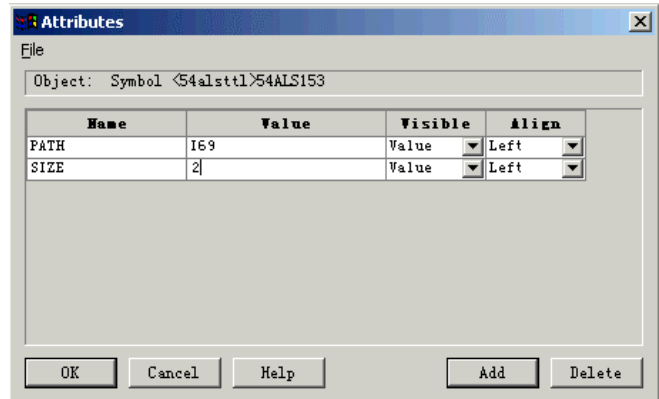 Attributes
File
Object: Symbol <54alsttl>54ALS153
Name Value Visible Align
PATH I69 Value Left
SIZE 2 Value Left
OK Cancel Help Add Delete